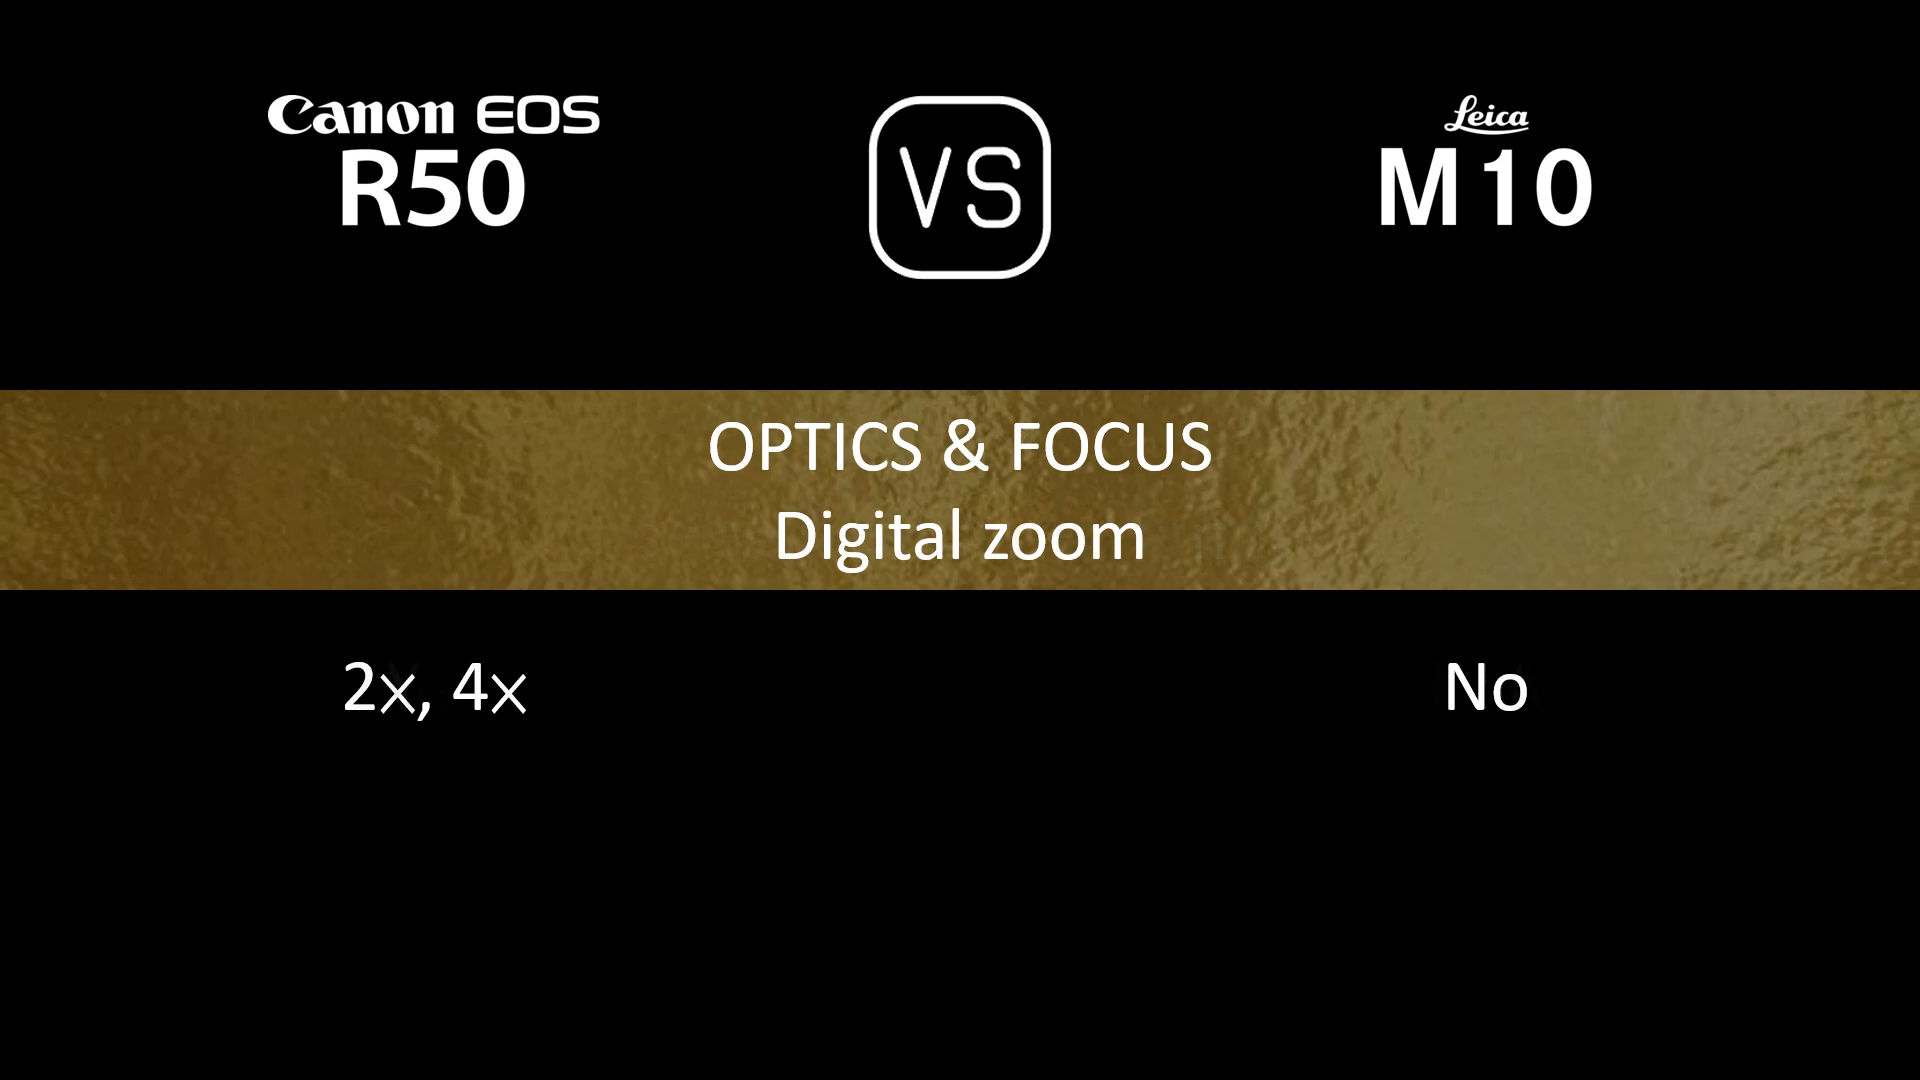 Canon EOS
R50
VS
Leica
M10
OPTICS & FOCUS
Digital zoom
2x, 4x
No